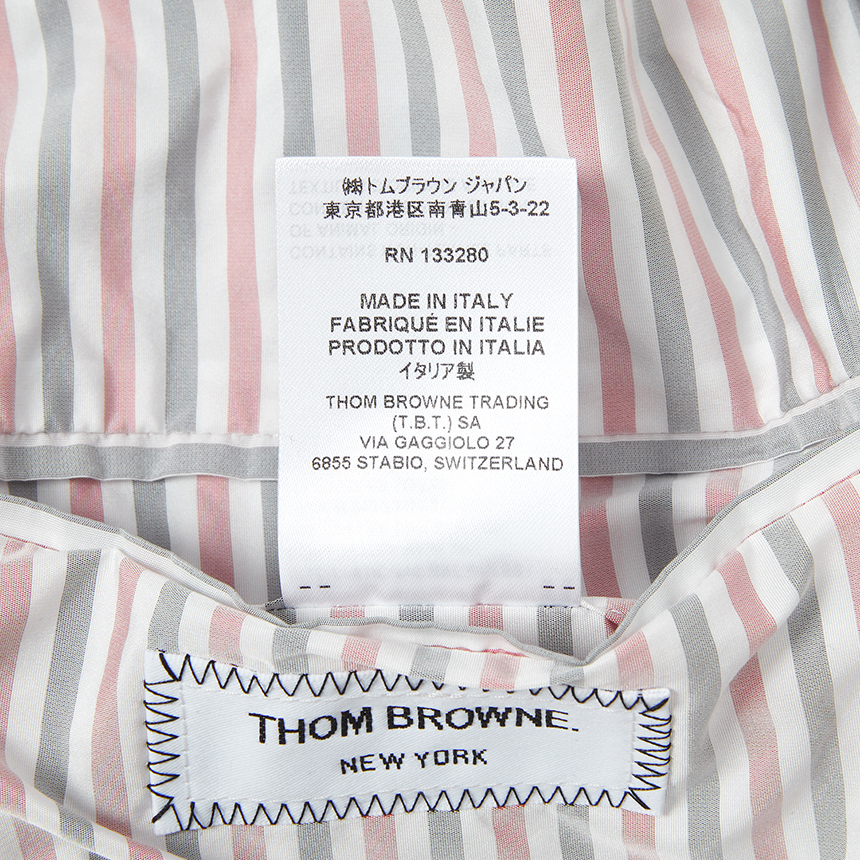 ㈱トムブラウン ジャパン
東京都港区南青山5-3-22
RN 133280
MADE IN ITALY
FABRIQUÉ EN ITALIE
PRODOTTO IN ITALIA
イタリア製
THOM BROWNE TRADING
(T.B.T.) SA
VIA GAGGIOLO 27
6855 STABIO, SWITZERLAND
THOM BROWNE.
NEW YORK